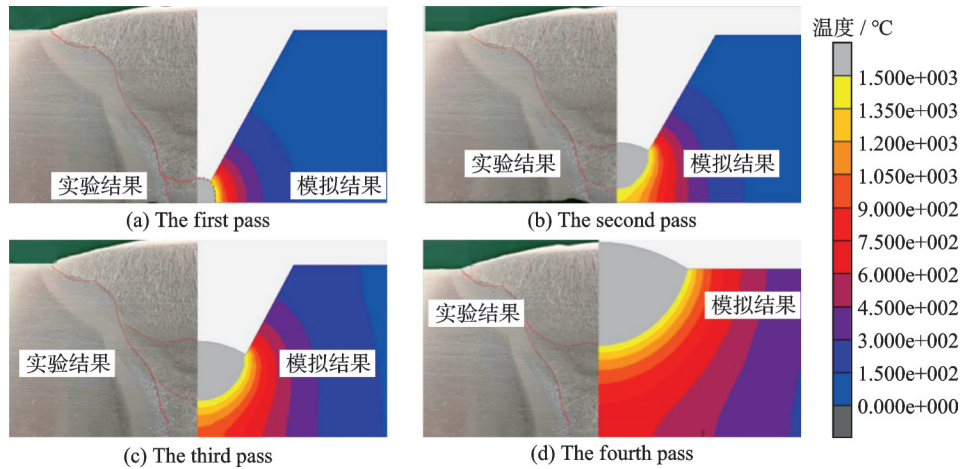 实验结果
模拟结果
(a) The first pass
实验结果
模拟结果
(b) The second pass
实验结果
模拟结果
(c) The third pass
实验结果
模拟结果
(d) The fourth pass
温度 / ℃
1.500e+003
1.350e+003
1.200e+003
1.050e+003
9.000e+002
7.500e+002
6.000e+002
4.500e+002
3.000e+002
1.500e+002
0.000e+000